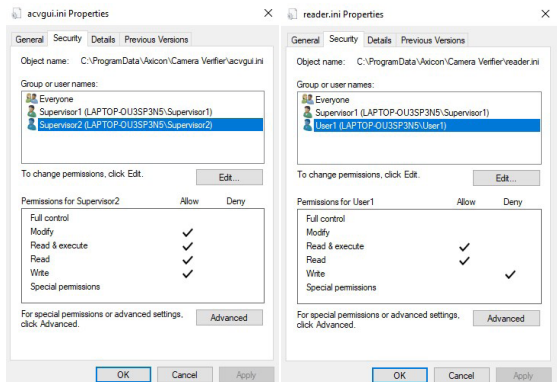 acvgui.ini Properties
General Security Details Previous Versions
Object name: C:\ProgramData\Axicon\Camera Verifier\acvgui.ini
Group or user names:
Everyone
Supervisor1 (LAPTOP-OU3SP3N5\Supervisor1)
Supervisor2 (LAPTOP-OU3SP3N5\Supervisor2)
To change permissions, click Edit.
Edit...
Permissions for Supervisor2 Allow Deny
Full control
Modify
Read & execute
Read
Write
Special permissions
For special permissions or advanced settings,
click Advanced.
Advanced
OK Cancel Apply
reader.ini Properties
General Security Details Previous Versions
Object name: C:\ProgramData\Axicon\Camera Verifier\reader.ini
Group or user names:
Everyone
Supervisor1 (LAPTOP-OU3SP3N5\Supervisor1)
User1 (LAPTOP-OU3SP3N5\User1)
To change permissions, click Edit.
Edit...
Permissions for User1 Allow Deny
Full control
Modify
Read & execute
Read
Write
Special permissions
For special permissions or advanced settings,
click Advanced.
Advanced
OK Cancel Apply